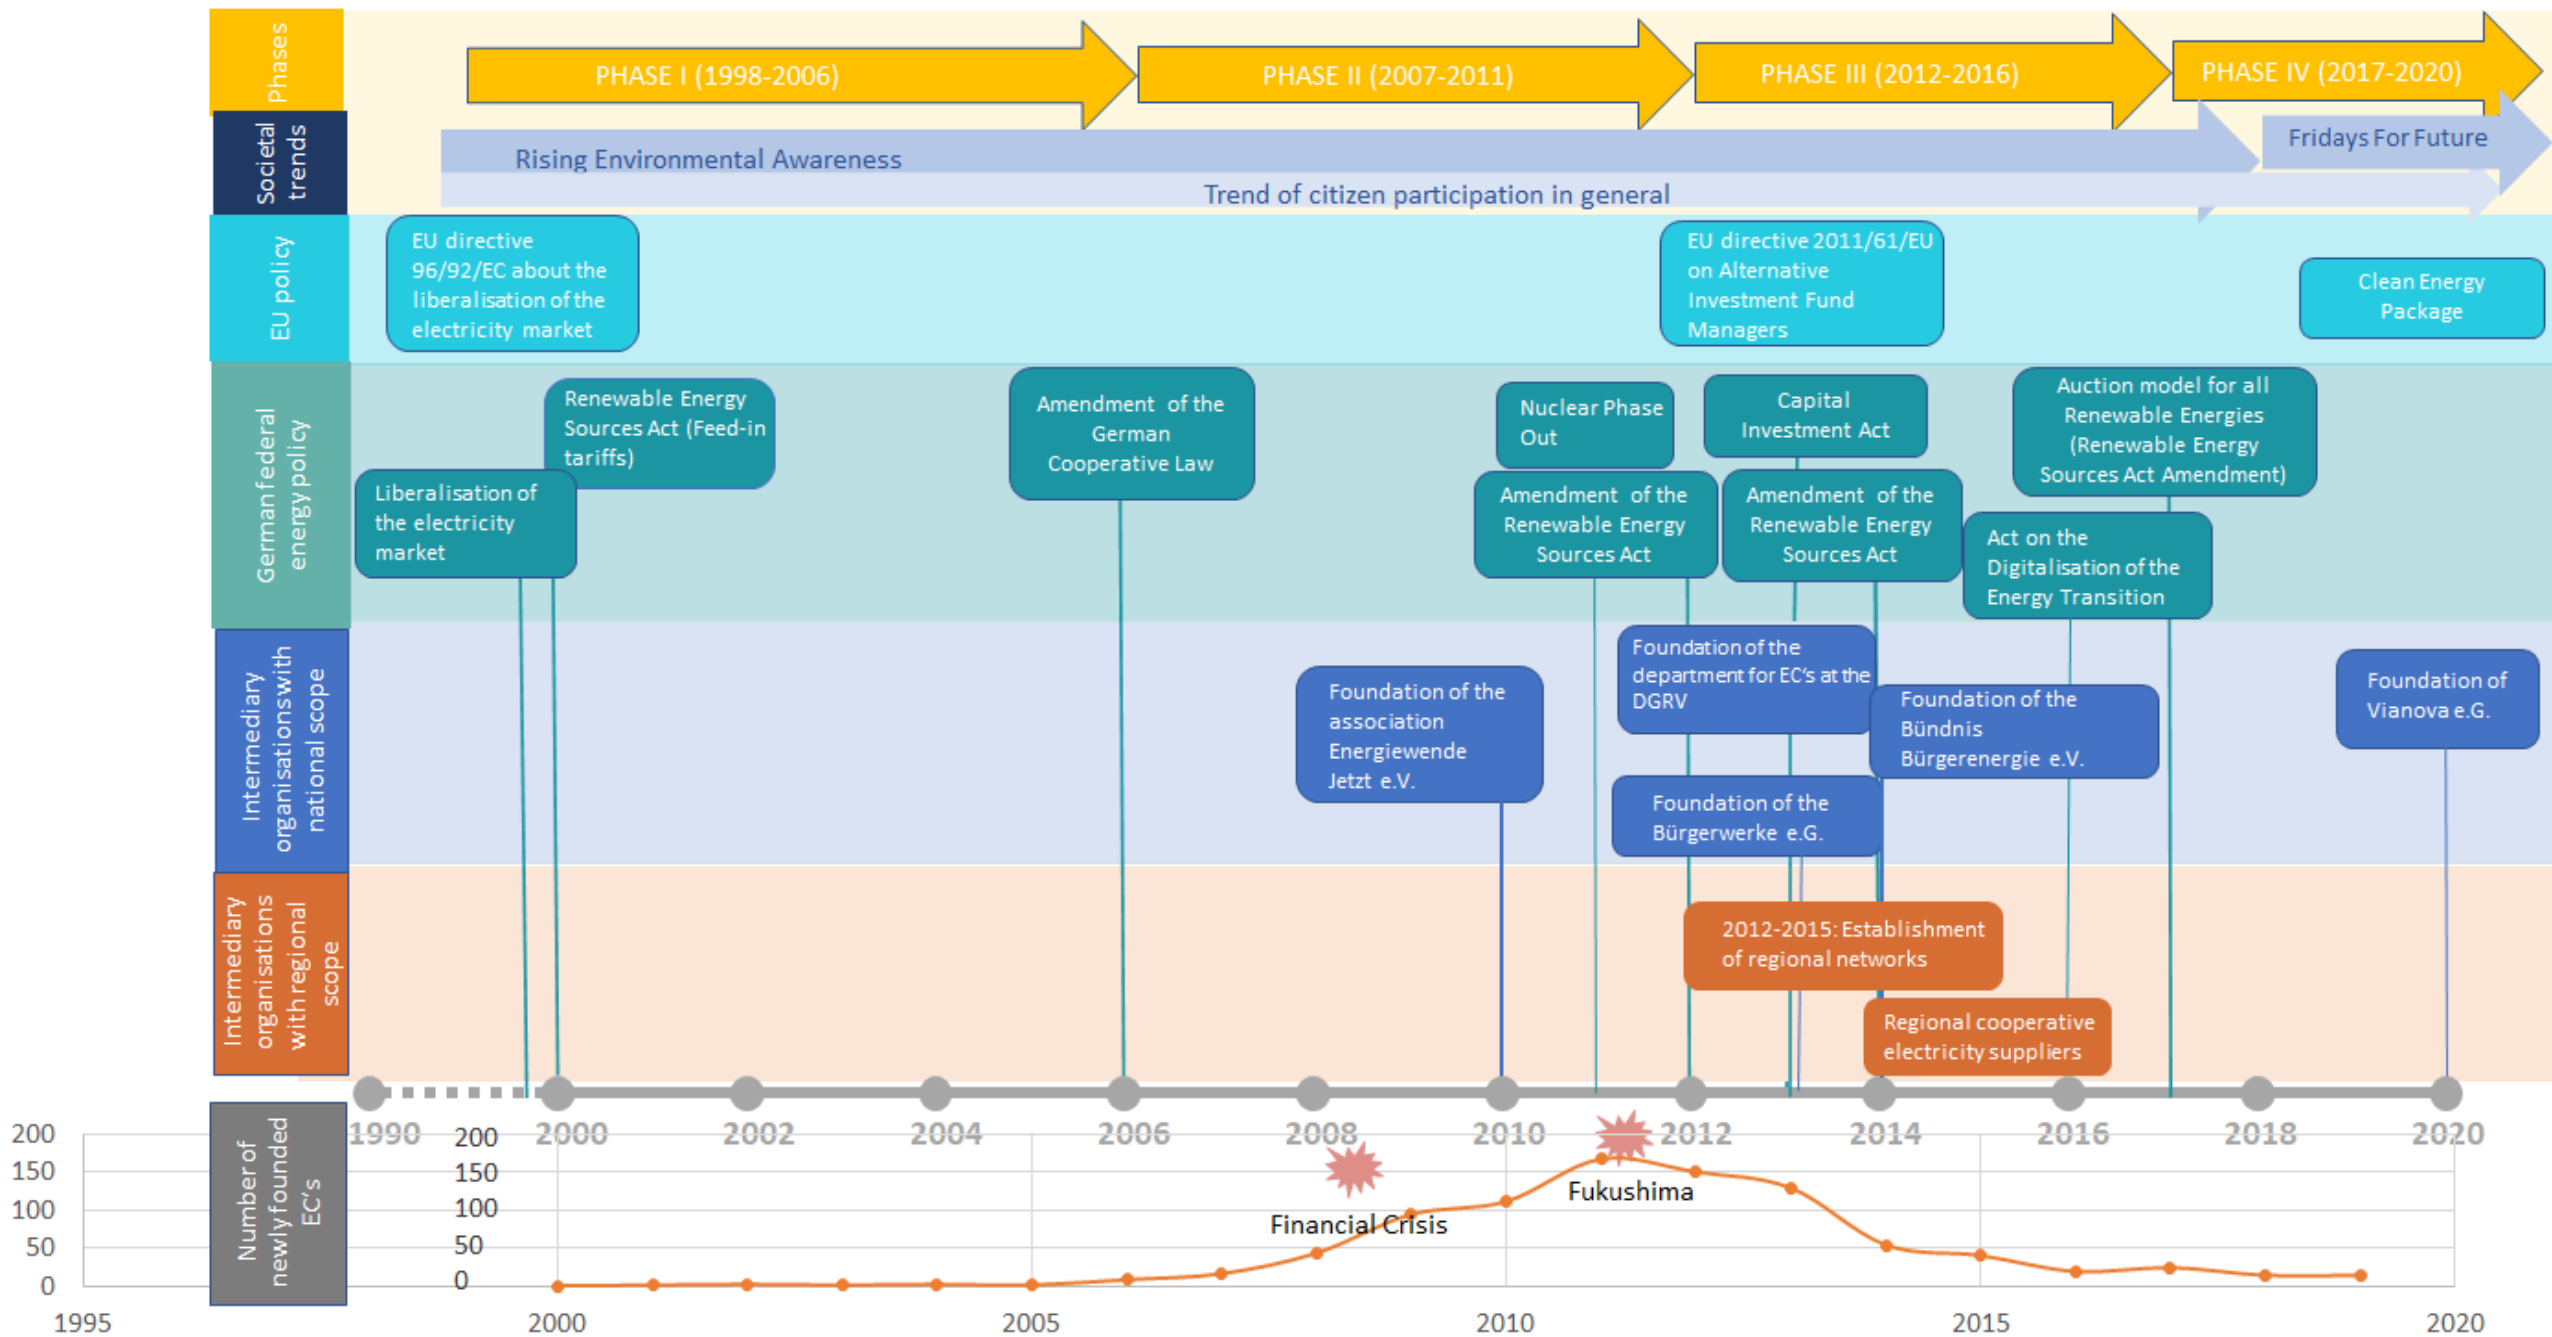 Phases
PHASE I (1998-2006)
PHASE II (2007-2011)
PHASE III (2012-2016)
PHASE IV (2017-2020)
Societal
trends
Rising Environmental Awareness
Fridays For Future
Trend of citizen participation in general
EU policy
EU directive
96/92/EC about the
liberalisation of the
electricity market
EU directive 2011/61/EU
on Alternative
Investment Fund
Managers
Clean Energy
Package
German federal
energy policy
Renewable Energy
Sources Act (Feed-in
tariffs)
Liberalisation of
the electricity
market
Amendment of the
German
Cooperative Law
Nuclear Phase
Out
Amendment of the
Renewable Energy
Sources Act
Capital
Investment Act
Amendment of the
Renewable Energy
Sources Act
Auction model for all
Renewable Energies
(Renewable Energy
Sources Act Amendment)
Act on the
Digitalisation of the
Energy Transition
Intermediary
organisations with
national scope
Foundation of the
association
Energiewende
Jetzt e.V.
Foundation of the
department for EC's at the
DGRV
Foundation of the
Bürgerwerke e.G.
Foundation of the
Bündnis
Bürgerenergie e.V.
Foundation of
Vianova e.G.
Intermediary
organisations
with regional
scope
2012-2015: Establishment
of regional networks
Regional cooperative
electricity suppliers
1990
2000
2002
2004
2006
2008
2010
2012
2014
2016
2018
2020
Number of
newly founded
EC's
200
150
100
50
0
200
150
100
50
0
Financial Crisis
Fukushima
1995
2000
2005
2010
2015
2020